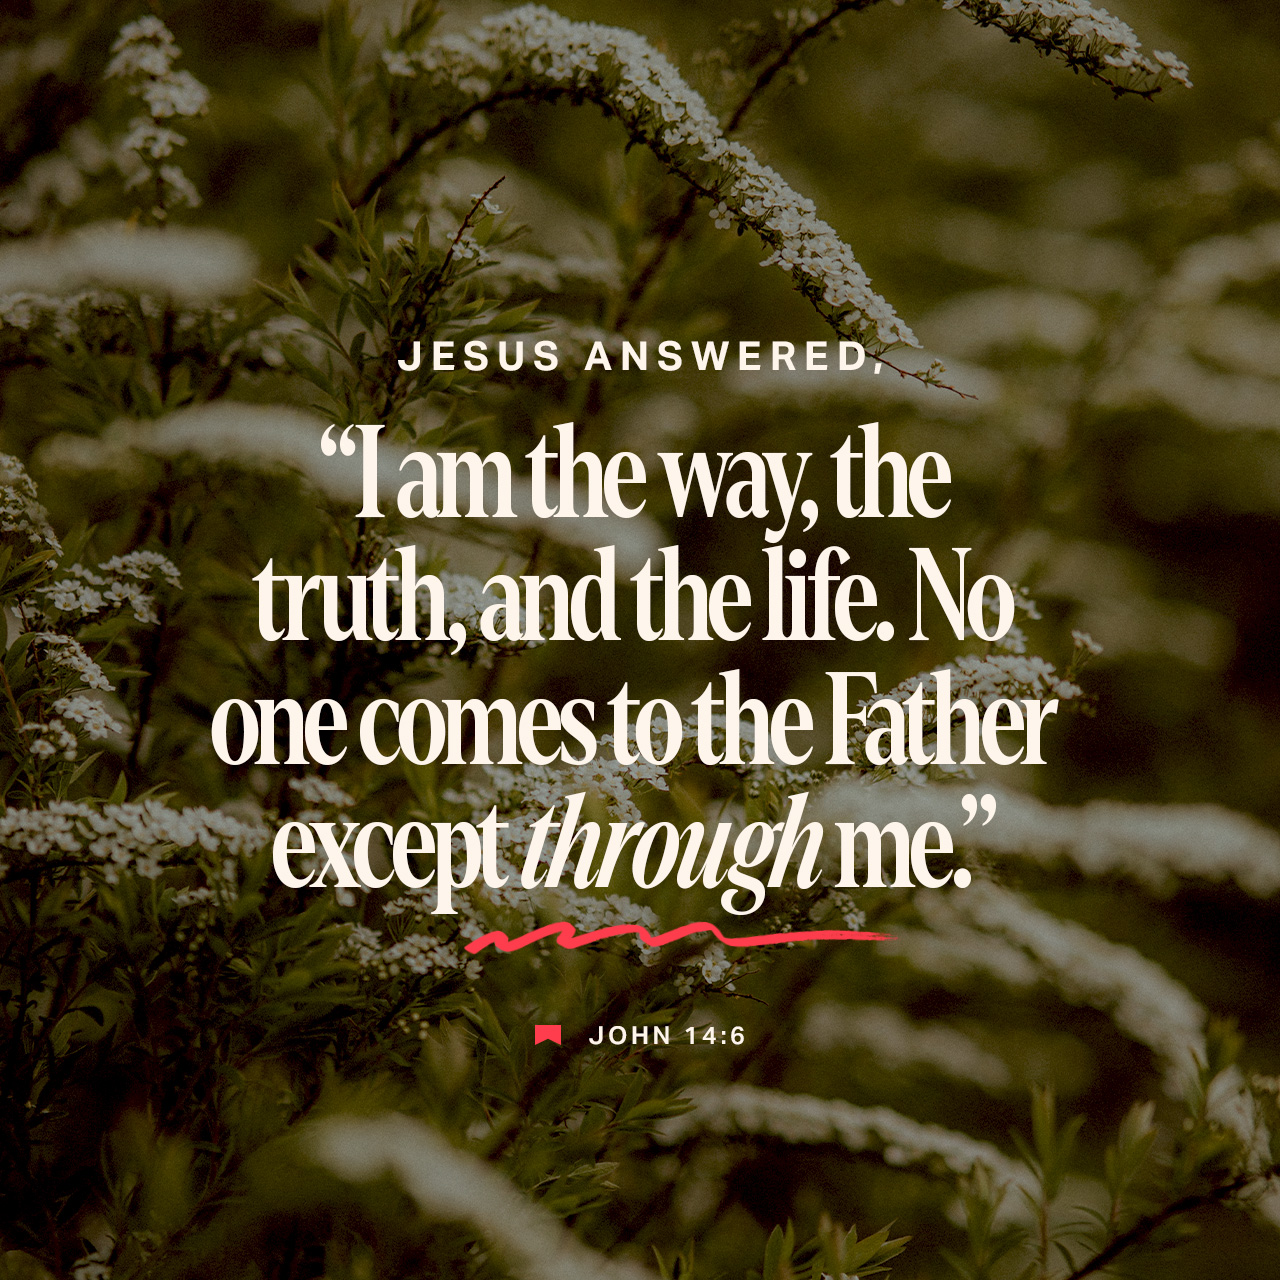 JESUS ANSWERED,
“I am the way, the
truth, and the life. No
one comes to the Father
except through me.”
JOHN 14:6